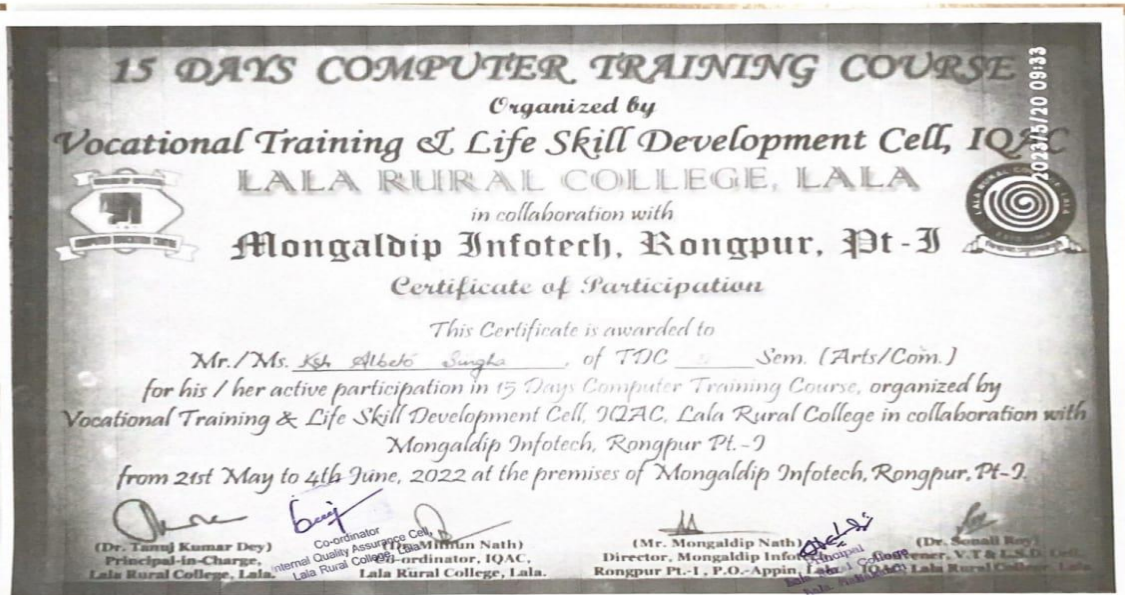 15 DAYS COMPUTER TRAINING COURSE
Organized by
Vocational Training & Life Skill Development Cell, IQAC
LALA RURAL COLLEGE, LALA
in collaboration with
Mongaldip Infotech, Rongpur, Pt-I
Certificate of Participation
This Certificate is awarded to
Mr./Ms. Ksh Albeto Singha, of TDC Sem. (Arts/Com.)
for his / her active participation in 15 Days Computer Training Course, organized by
Vocational Training & Life Skill Development Cell, IQAC, Lala Rural College in collaboration with
Mongaldip Infotech, Rongpur Pt.-I
from 21st May to 4th June, 2022 at the premises of Mongaldip Infotech, Rongpur, Pt-I.
(Dr. Tanuj Kumar Dey)
Principal-in-Charge,
Lala Rural College, Lala.
Co-ordinator
Internal Quality Assurance Cell,
Lala Rural College, Lala
Nath)
Co-ordinator, IQAC,
Lala Rural College, Lala.
(Mr. Mongaldip Nath)
Director, Mongaldip
Rongpur Pt.-I, P.O.-Appin, Lala
Principal
Lala Rural College
(Dr. Sonali Roy)
V.T & L.S.D. Cell,
IQAC, Lala Rural College, Lala
2023/5/20 09:33